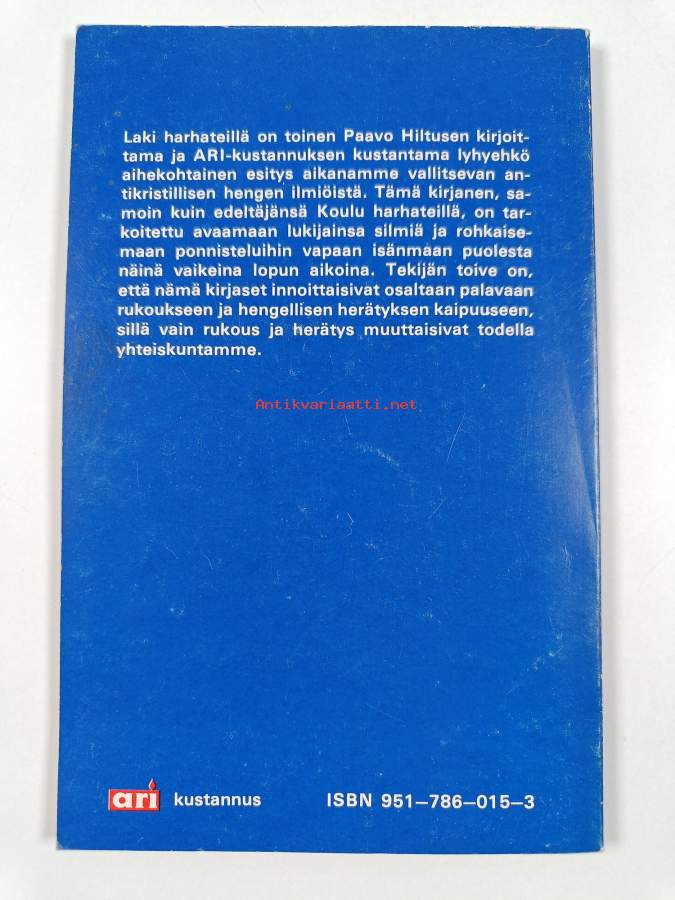 Laki harhateillä on toinen Paavo Hiltusen kirjoit-
tama ja ARI-kustannuksen kustantama lyhyehkö
aihekohtainen esitys aikanamme vallitsevan an-
tikristillisen hengen ilmiöistä. Tämä kirjanen, sa-
moin kuin edeltäjänsä Koulu harhateillä, on tar-
koitettu avaamaan lukijainsa silmiä ja rohkaise-
maan ponnisteluihin vapaan isänmaan puolesta
näinä vaikeina lopun aikoina. Tekijän toive on,
että nämä kirjaset innoittaisivat osaltaan palavaan
rukoukseen ja hengellisen herätyksen kaipuuseen,
sillä vain rukous ja herätys muuttaisivat todella
yhteiskuntamme.
Antikvariaatti.net
ari kustannus ISBN 951–786–015–3